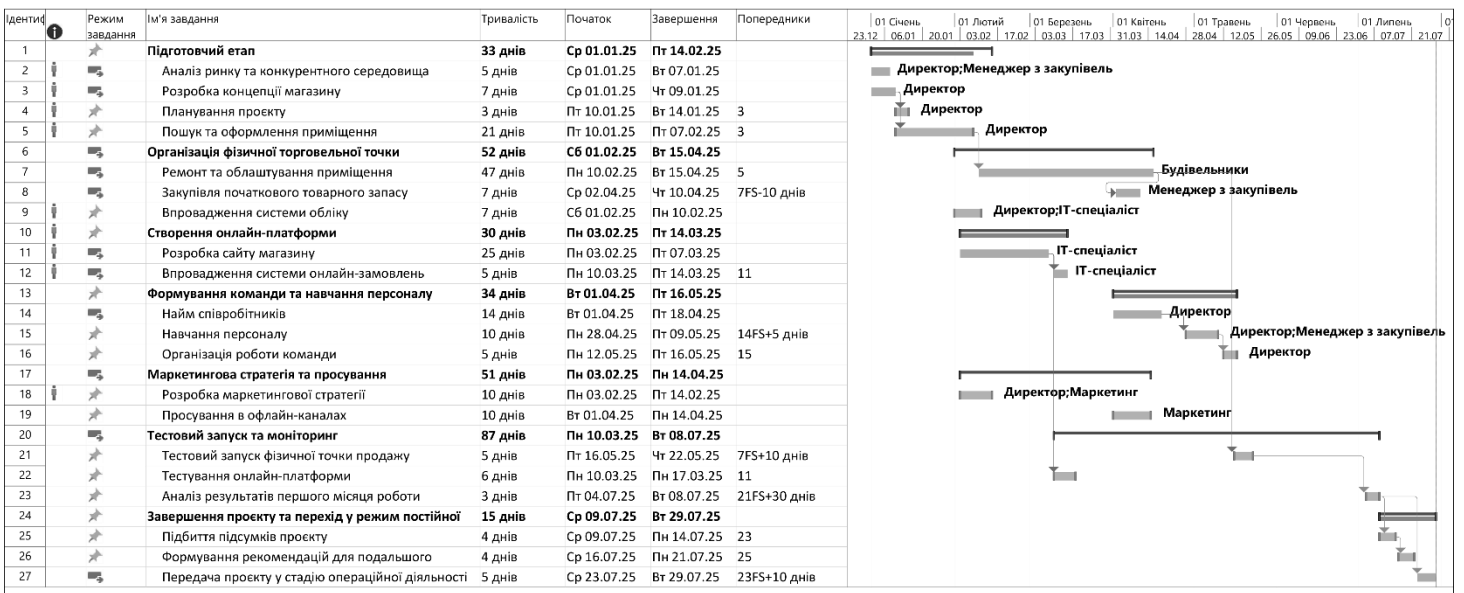 Ідентиф Режим завдання Ім'я завдання Тривалість Початок Завершення Попередники
01 Січень 01 Лютий 01 Березень 01 Квітень 01 Травень 01 Червень 01 Липень 0
23.12 06.01 20.01 03.02 17.02 03.03 17.03 31.03 14.04 28.04 12.05 26.05 09.06 23.06 07.07 21.07
1 Підготовчий етап 33 днів Ср 01.01.25 Пт 14.02.25
2 Аналіз ринку та конкурентного середовища 5 днів Ср 01.01.25 Вт 07.01.25 Директор;Менеджер з закупівель
3 Розробка концепції магазину 7 днів Ср 01.01.25 Чт 09.01.25 Директор
4 Планування проєкту 3 днів Пт 10.01.25 Вт 14.01.25 3 Директор
5 Пошук та оформлення приміщення 21 днів Пт 10.01.25 Пт 07.02.25 3 Директор
6 Організація фізичної торговельної точки 52 днів Сб 01.02.25 Вт 15.04.25
7 Ремонт та облаштування приміщення 47 днів Пн 10.02.25 Вт 15.04.25 5 Будівельники
8 Закупівля початкового товарного запасу 7 днів Ср 02.04.25 Чт 10.04.25 7FS-10 днів Менеджер з закупівель
9 Впровадження системи обліку 7 днів Сб 01.02.25 Пн 10.02.25 Директор;ІТ-спеціаліст
10 Створення онлайн-платформи 30 днів Пн 03.02.25 Пт 14.03.25
11 Розробка сайту магазину 25 днів Пн 03.02.25 Пт 07.03.25 ІТ-спеціаліст
12 Впровадження системи онлайн-замовлень 5 днів Пн 10.03.25 Пт 14.03.25 11 ІТ-спеціаліст
13 Формування команди та навчання персоналу 34 днів Вт 01.04.25 Пт 16.05.25
14 Найм співробітників 14 днів Вт 01.04.25 Пт 18.04.25 Директор
15 Навчання персоналу 10 днів Пн 28.04.25 Пт 09.05.25 14FS+5 днів Директор;Менеджер з закупівель
16 Організація роботи команди 5 днів Пн 12.05.25 Пт 16.05.25 15 Директор
17 Маркетингова стратегія та просування 51 днів Пн 03.02.25 Пн 14.04.25
18 Розробка маркетингової стратегії 10 днів Пн 03.02.25 Пт 14.02.25 Директор;Маркетинг
19 Просування в офлайн-каналах 10 днів Вт 01.04.25 Пн 14.04.25 Маркетинг
20 Тестовий запуск та моніторинг 87 днів Пн 10.03.25 Вт 08.07.25
21 Тестовий запуск фізичної точки продажу 5 днів Пт 16.05.25 Чт 22.05.25 7FS+10 днів
22 Тестування онлайн-платформи 6 днів Пн 10.03.25 Пн 17.03.25 11
23 Аналіз результатів першого місяця роботи 3 днів Пт 04.07.25 Вт 08.07.25 21FS+30 днів
24 Завершення проєкту та перехід у режим постійної 15 днів Ср 09.07.25 Вт 29.07.25
25 Підбиття підсумків проєкту 4 днів Ср 09.07.25 Пн 14.07.25 23
26 Формування рекомендацій для подальшого 4 днів Ср 16.07.25 Пн 21.07.25 25
27 Передача проєкту у стадію операційної діяльності 5 днів Ср 23.07.25 Вт 29.07.25 23FS+10 днів